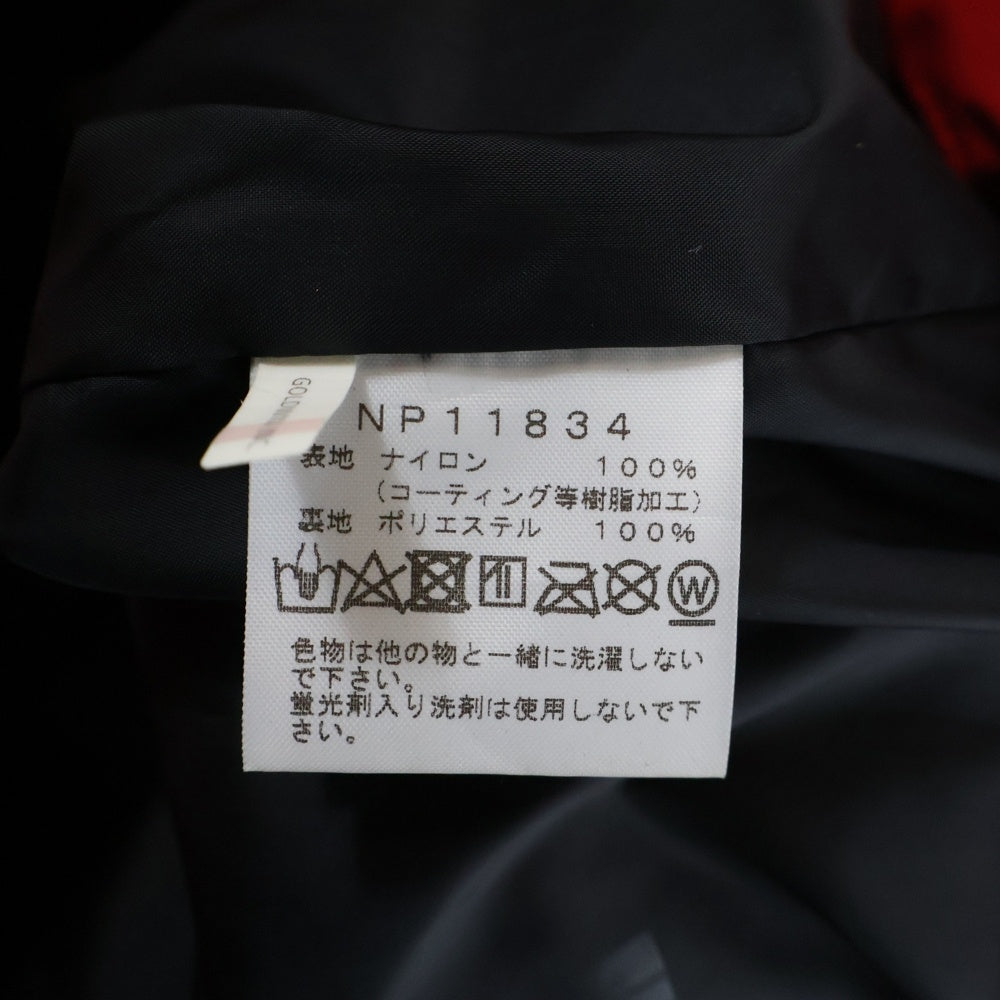 GOLDWIN
NP11834
表地 ナイロン 100%
(コーティング等樹脂加工)
裏地 ポリエステル 100%
W
色物は他の物と一緒に洗濯しない
で下さい。
蛍光剤入り洗剤は使用しないで下
さい。